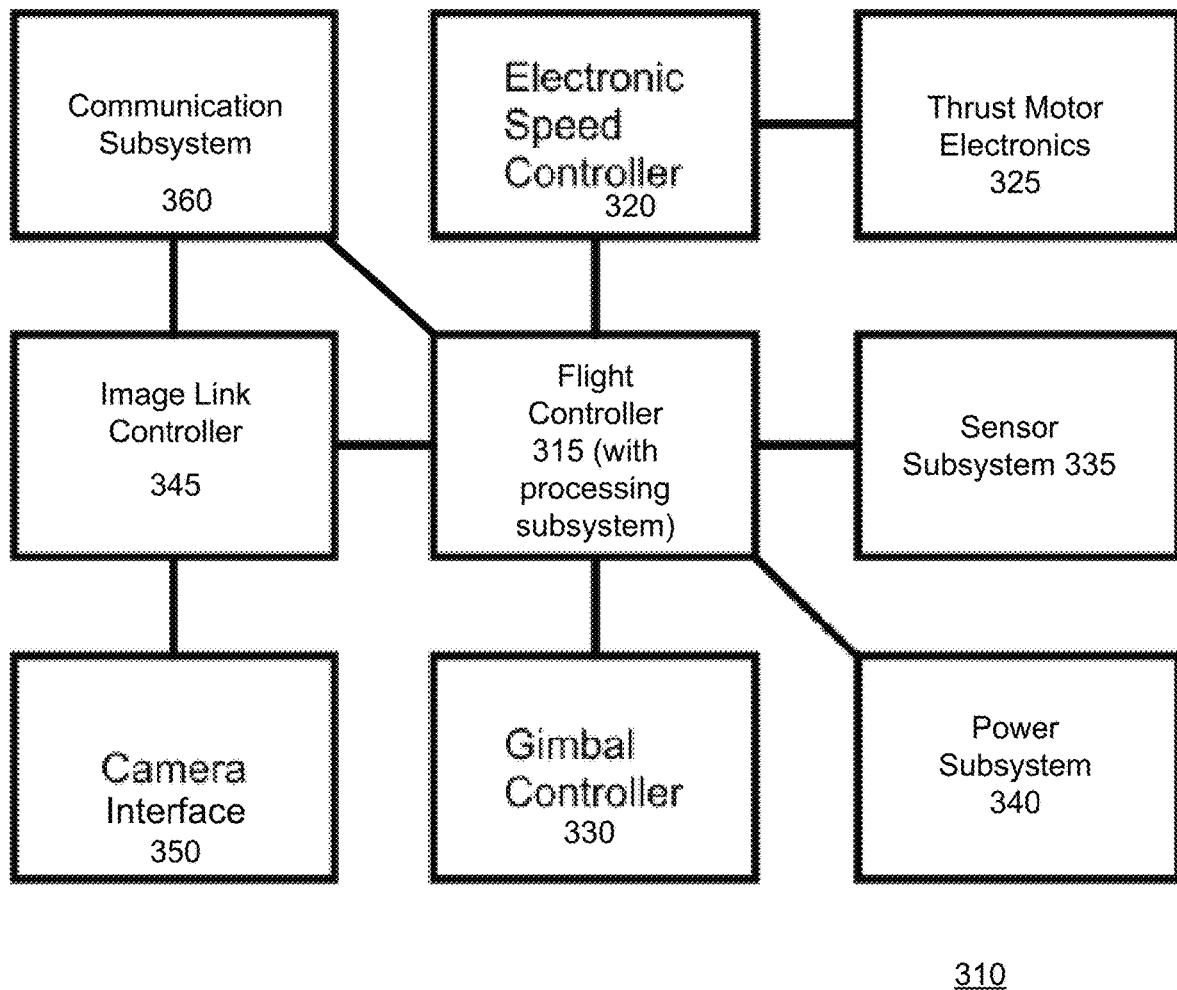 Communication
Subsystem
360
Electronic
Speed
Controller
320
Thrust Motor
Electronics
325
Image Link
Controller
345
Flight
Controller
315 (with
processing
subsystem)
Sensor
Subsystem 335
Camera
Interface
350
Gimbal
Controller
330
Power
Subsystem
340
310